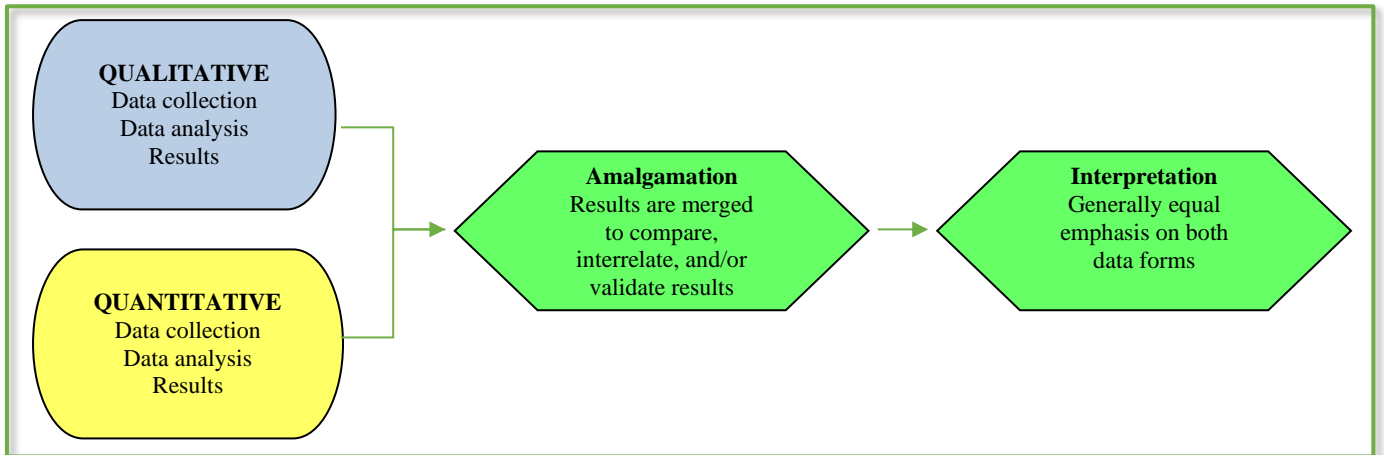 QUALITATIVE
Data collection
Data analysis
Results
QUANTITATIVE
Data collection
Data analysis
Results
Amalgamation
Results are merged
to compare,
interrelate, and/or
validate results
Interpretation
Generally equal
emphasis on both
data forms